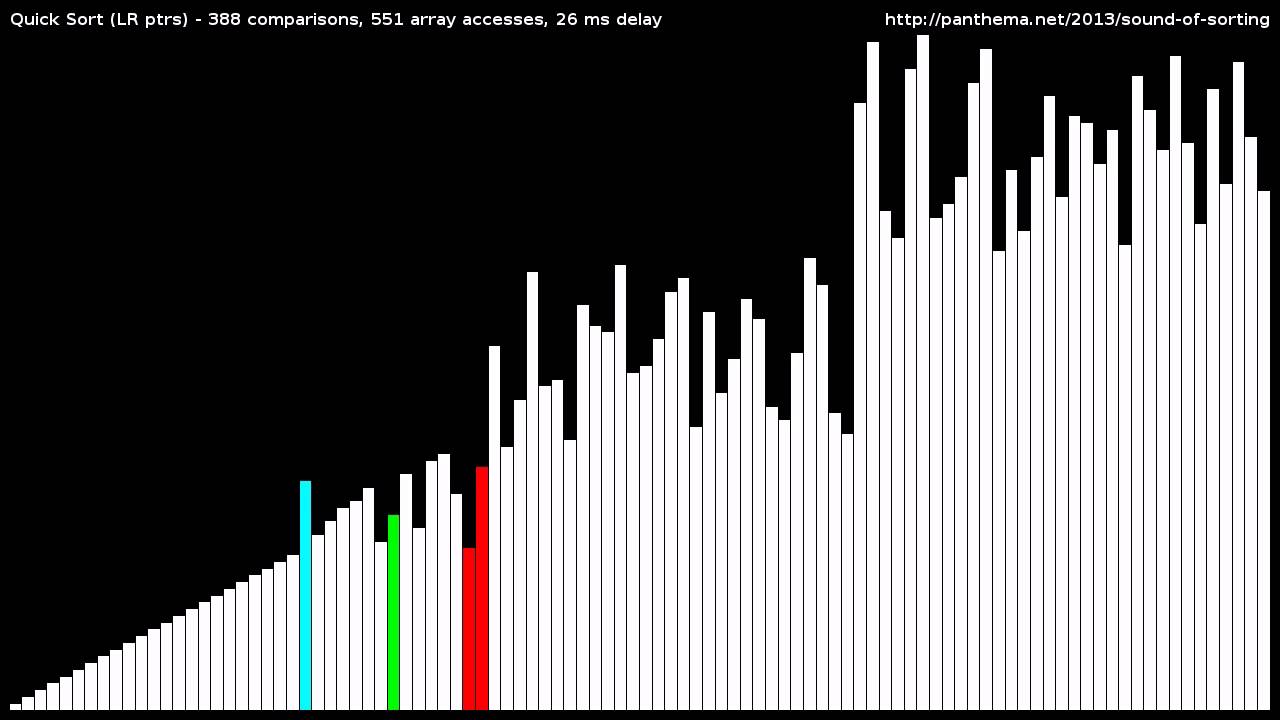 Quick Sort (LR ptrs) - 388 comparisons, 551 array accesses, 26 ms delay
http://panthema.net/2013/sound-of-sorting